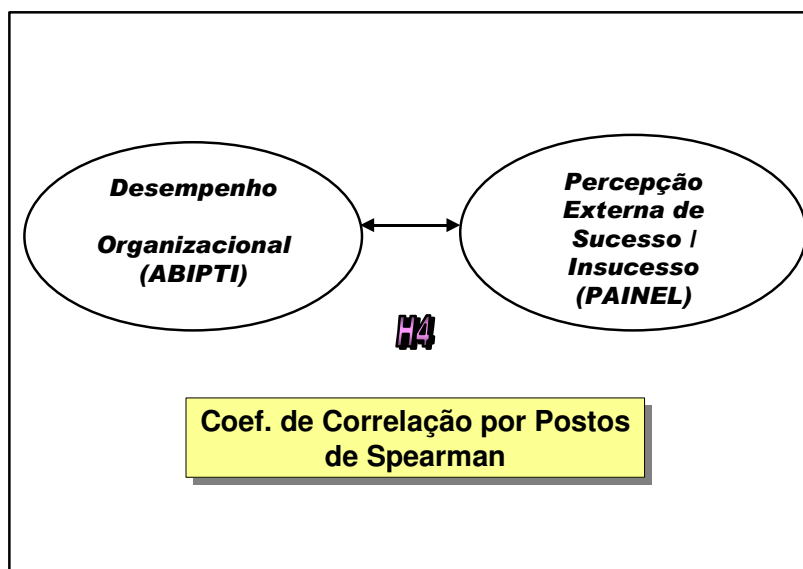 Desempenho
Organizacional
(ABIPTI)
Percepção
Externa de
Sucesso /
Insucesso
(PAINEL)
H4
Coef. de Correlação por Postos
de Spearman